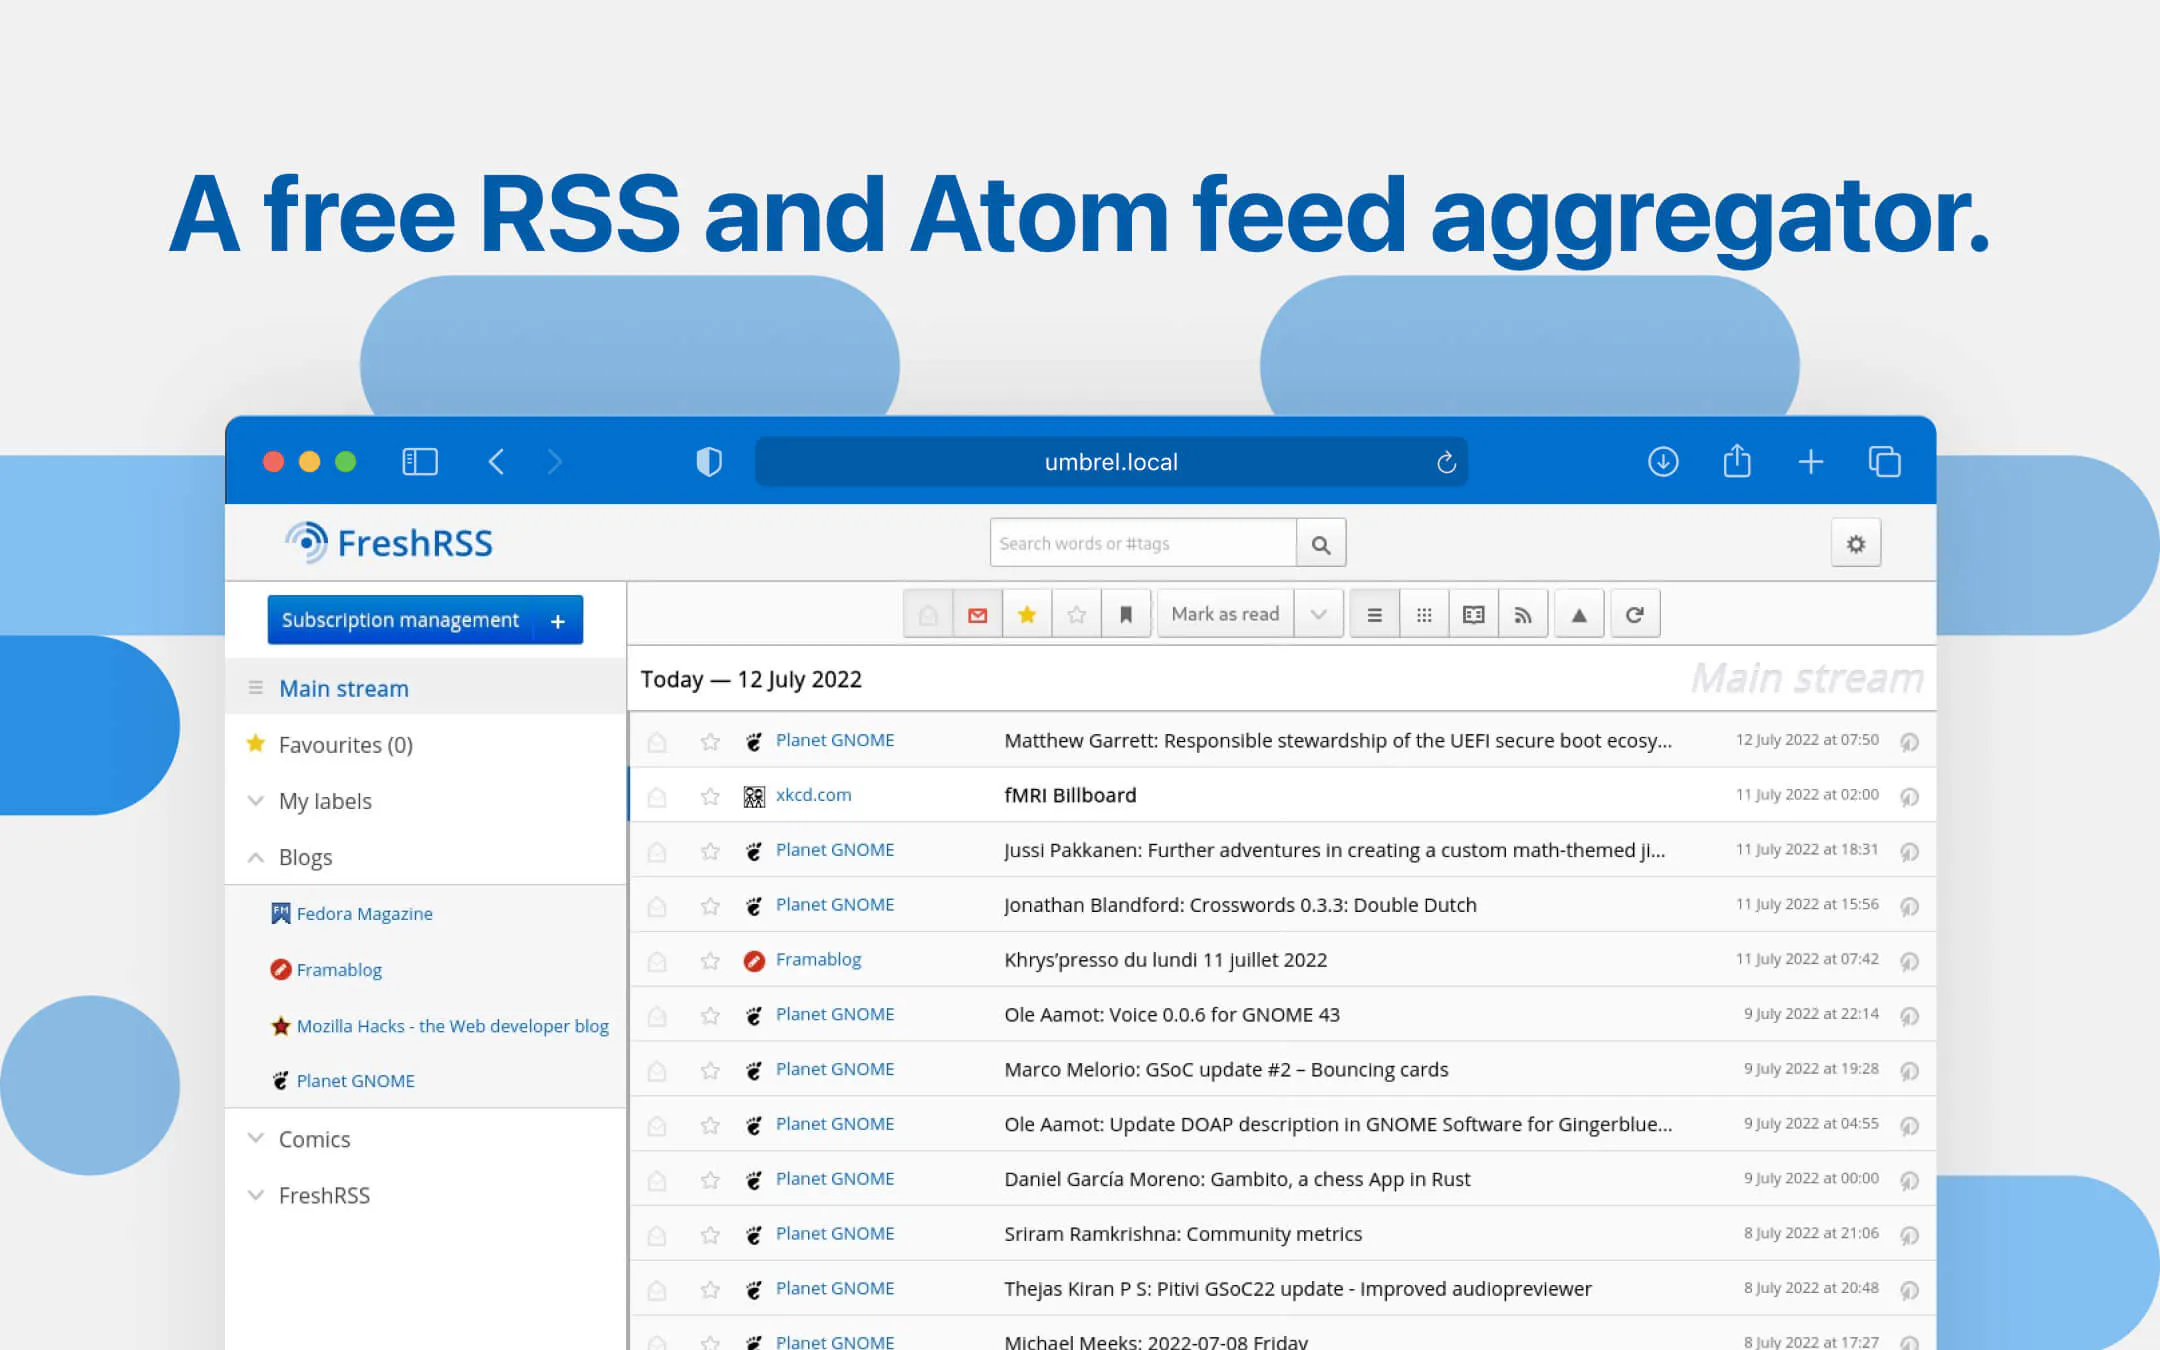 A free RSS and Atom feed aggregator.
umbrel.local
FreshRSS
Search words or #tags
Subscription management +
Mark as read
Main stream
Favourites (0)
My labels
Blogs
Fedora Magazine
Framablog
Mozilla Hacks - the Web developer blog
Planet GNOME
Comics
FreshRSS
Today — 12 July 2022 Main stream
Planet GNOME Matthew Garrett: Responsible stewardship of the UEFI secure boot ecosy... 12 July 2022 at 07:50
xkcd.com fMRI Billboard 11 July 2022 at 02:00
Planet GNOME Jussi Pakkanen: Further adventures in creating a custom math-themed ji... 11 July 2022 at 18:31
Planet GNOME Jonathan Blandford: Crosswords 0.3.3: Double Dutch 11 July 2022 at 15:56
Framablog Khrys’presso du lundi 11 juillet 2022 11 July 2022 at 07:42
Planet GNOME Ole Aamot: Voice 0.0.6 for GNOME 43 9 July 2022 at 22:14
Planet GNOME Marco Melorio: GSoC update #2 – Bouncing cards 9 July 2022 at 19:28
Planet GNOME Ole Aamot: Update DOAP description in GNOME Software for Gingerblue... 9 July 2022 at 04:55
Planet GNOME Daniel García Moreno: Gambito, a chess App in Rust 9 July 2022 at 00:00
Planet GNOME Sriram Ramkrishna: Community metrics 8 July 2022 at 21:06
Planet GNOME Thejas Kiran P S: Pitivi GSoC22 update - Improved audiopreviewer 8 July 2022 at 20:48
Planet GNOME Michael Meeks: 2022-07-08 Friday 8 July 2022 at 17:27